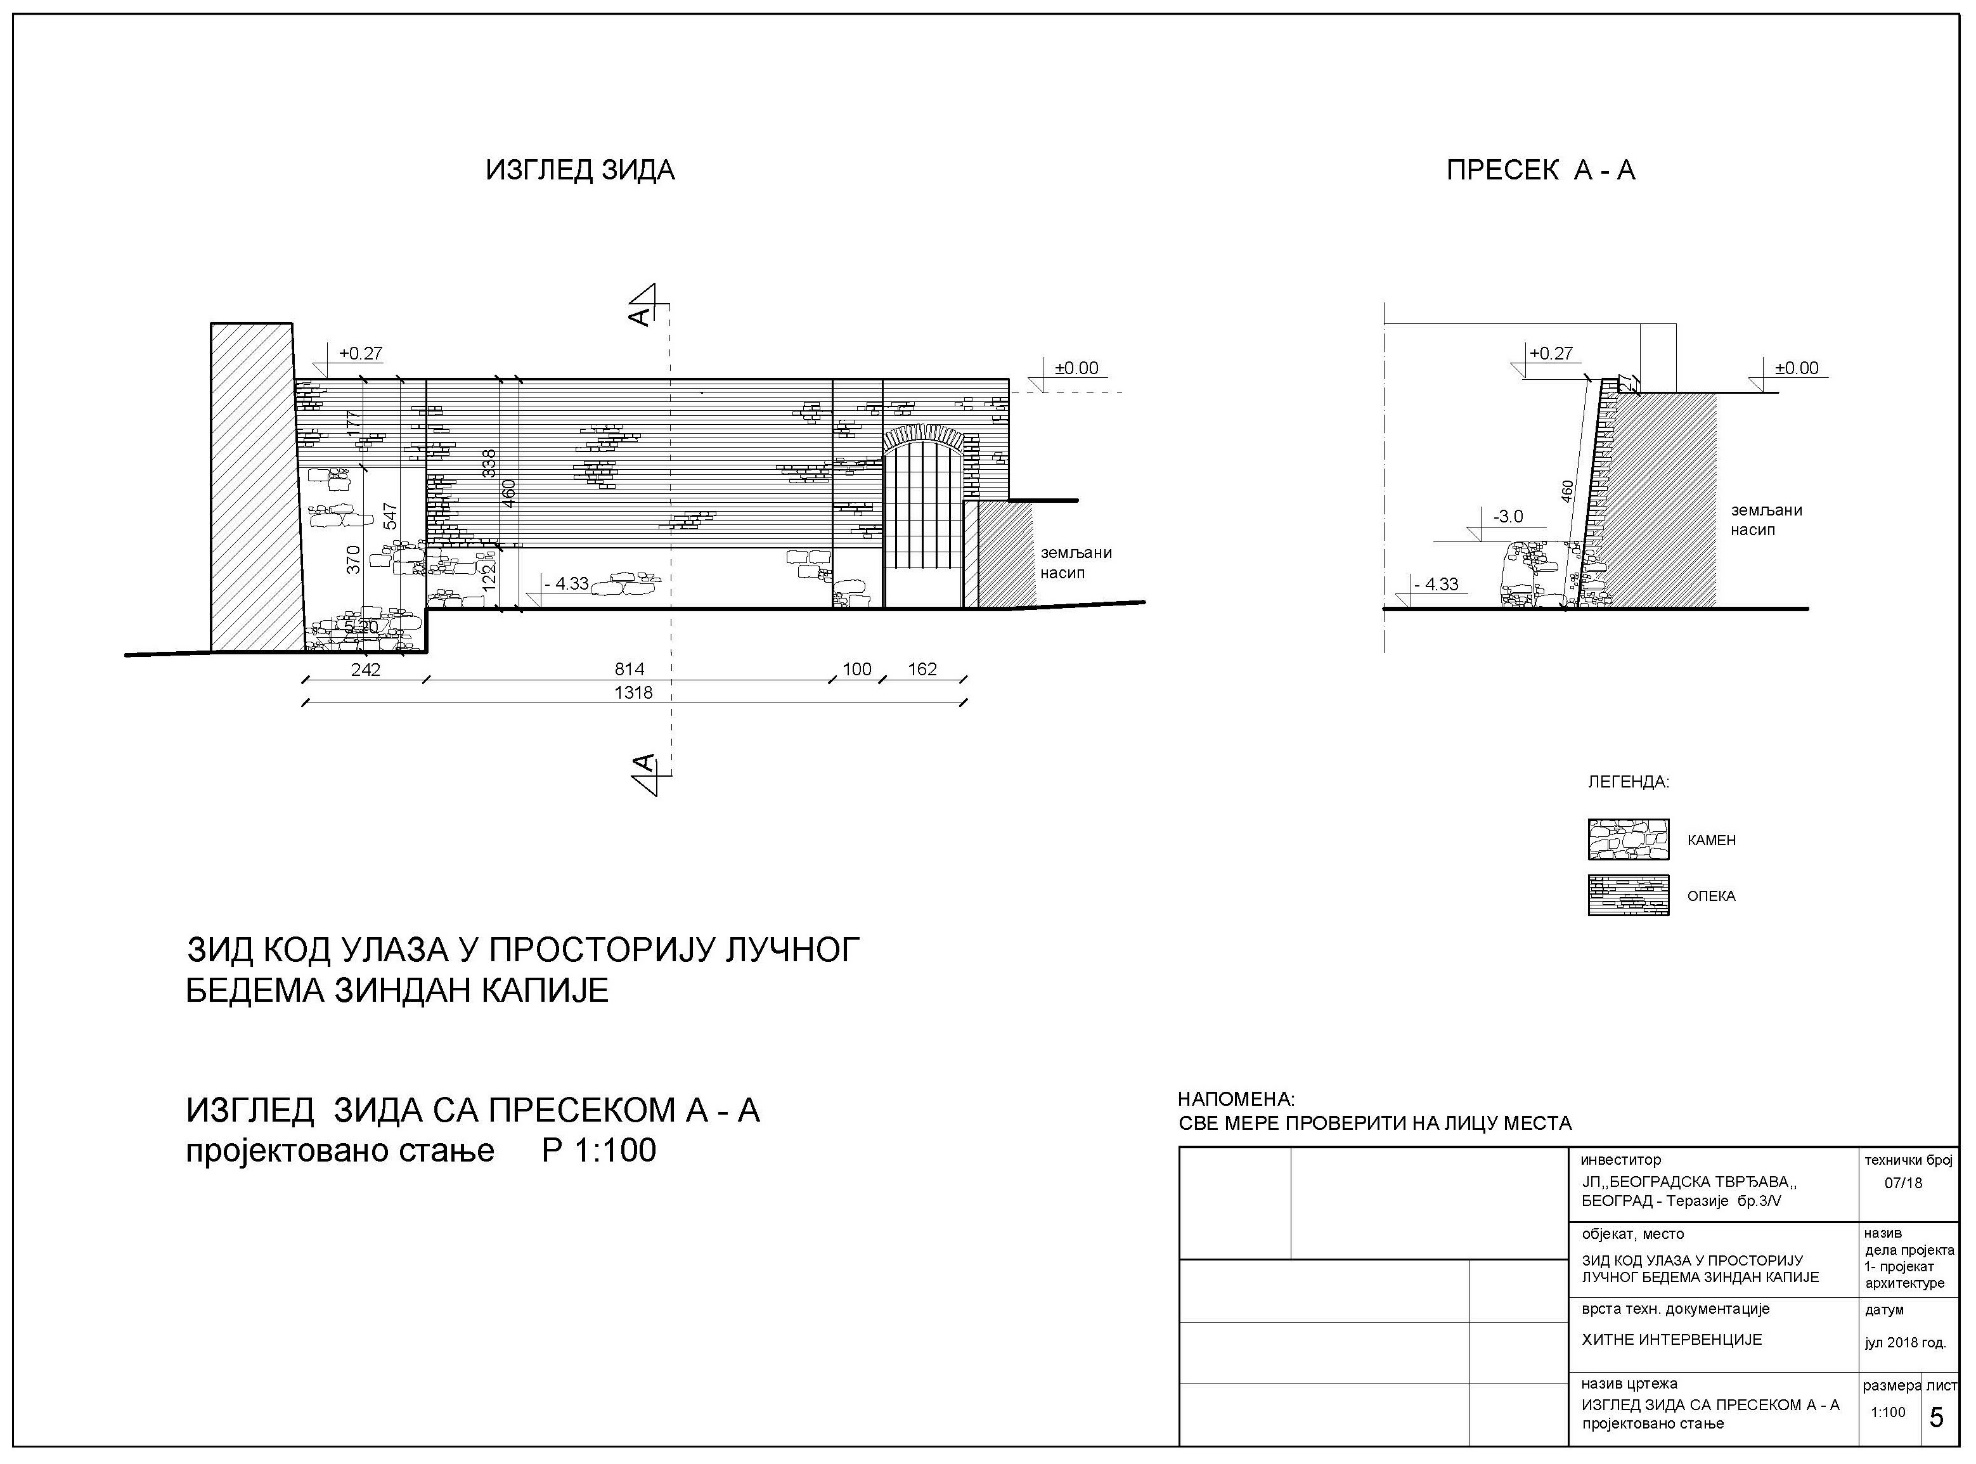 ИЗГЛЕД ЗИДА
ПРЕСЕК А - А
А
+0.27
±0.00
177
370
547
338
460
122
- 4.33
5.20
земљани
насип
242
814
100
162
1318
А
+0.27
27
±0.00
460
-3.0
- 4.33
земљани
насип
ЛЕГЕНДА:
КАМЕН
ОПЕКА
ЗИД КОД УЛАЗА У ПРОСТОРИЈУ ЛУЧНОГ
БЕДЕМА ЗИНДАН КАПИЈЕ
ИЗГЛЕД ЗИДА СА ПРЕСЕКОМ А - А
пројектовано стање Р 1:100
НАПОМЕНА:
СВЕ МЕРЕ ПРОВЕРИТИ НА ЛИЦУ МЕСТА
инвеститор
ЈП,,БЕОГРАДСКА ТВРЂАВА,,
БЕОГРАД - Теразије бр.3/V
технички број
07/18
објекат, место
ЗИД КОД УЛАЗА У ПРОСТОРИЈУ
ЛУЧНОГ БЕДЕМА ЗИНДАН КАПИЈЕ
назив
дела пројекта
1- пројекат
архитектуре
врста техн. документације
ХИТНЕ ИНТЕРВЕНЦИЈЕ
датум
јул 2018 год.
назив цртежа
ИЗГЛЕД ЗИДА СА ПРЕСЕКОМ А - А
пројектовано стање
размера
1:100
лист
5